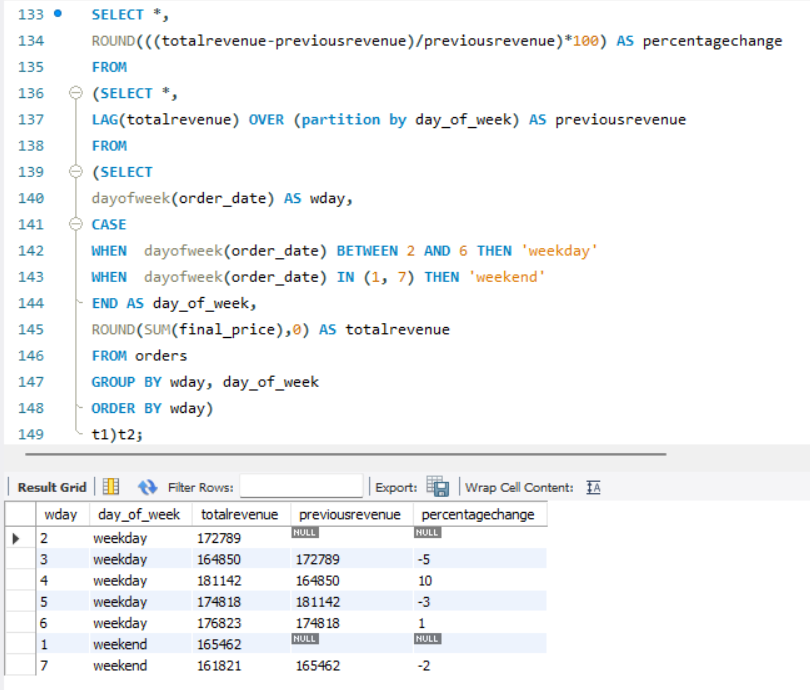 133 SELECT *,
134 ROUND(((totalrevenue-previousrevenue)/previousrevenue)*100) AS percentagechange
135 FROM
136 (SELECT *,
137 LAG(totalrevenue) OVER (partition by day_of_week) AS previousrevenue
138 FROM
139 (SELECT
140 dayofweek(order_date) AS wday,
141 CASE
142 WHEN dayofweek(order_date) BETWEEN 2 AND 6 THEN 'weekday'
143 WHEN dayofweek(order_date) IN (1, 7) THEN 'weekend'
144 END AS day_of_week,
145 ROUND(SUM(final_price),0) AS totalrevenue
146 FROM orders
147 GROUP BY wday, day_of_week
148 ORDER BY wday)
149 t1)t2;
Result Grid Filter Rows: Export: Wrap Cell Content: IA
wday day_of_week totalrevenue previousrevenue percentagechange
2 weekday 172789 NULL NULL
3 weekday 164850 172789 -5
4 weekday 181142 164850 10
5 weekday 174818 181142 -3
6 weekday 176823 174818 1
1 weekend 165462 NULL NULL
7 weekend 161821 165462 -2